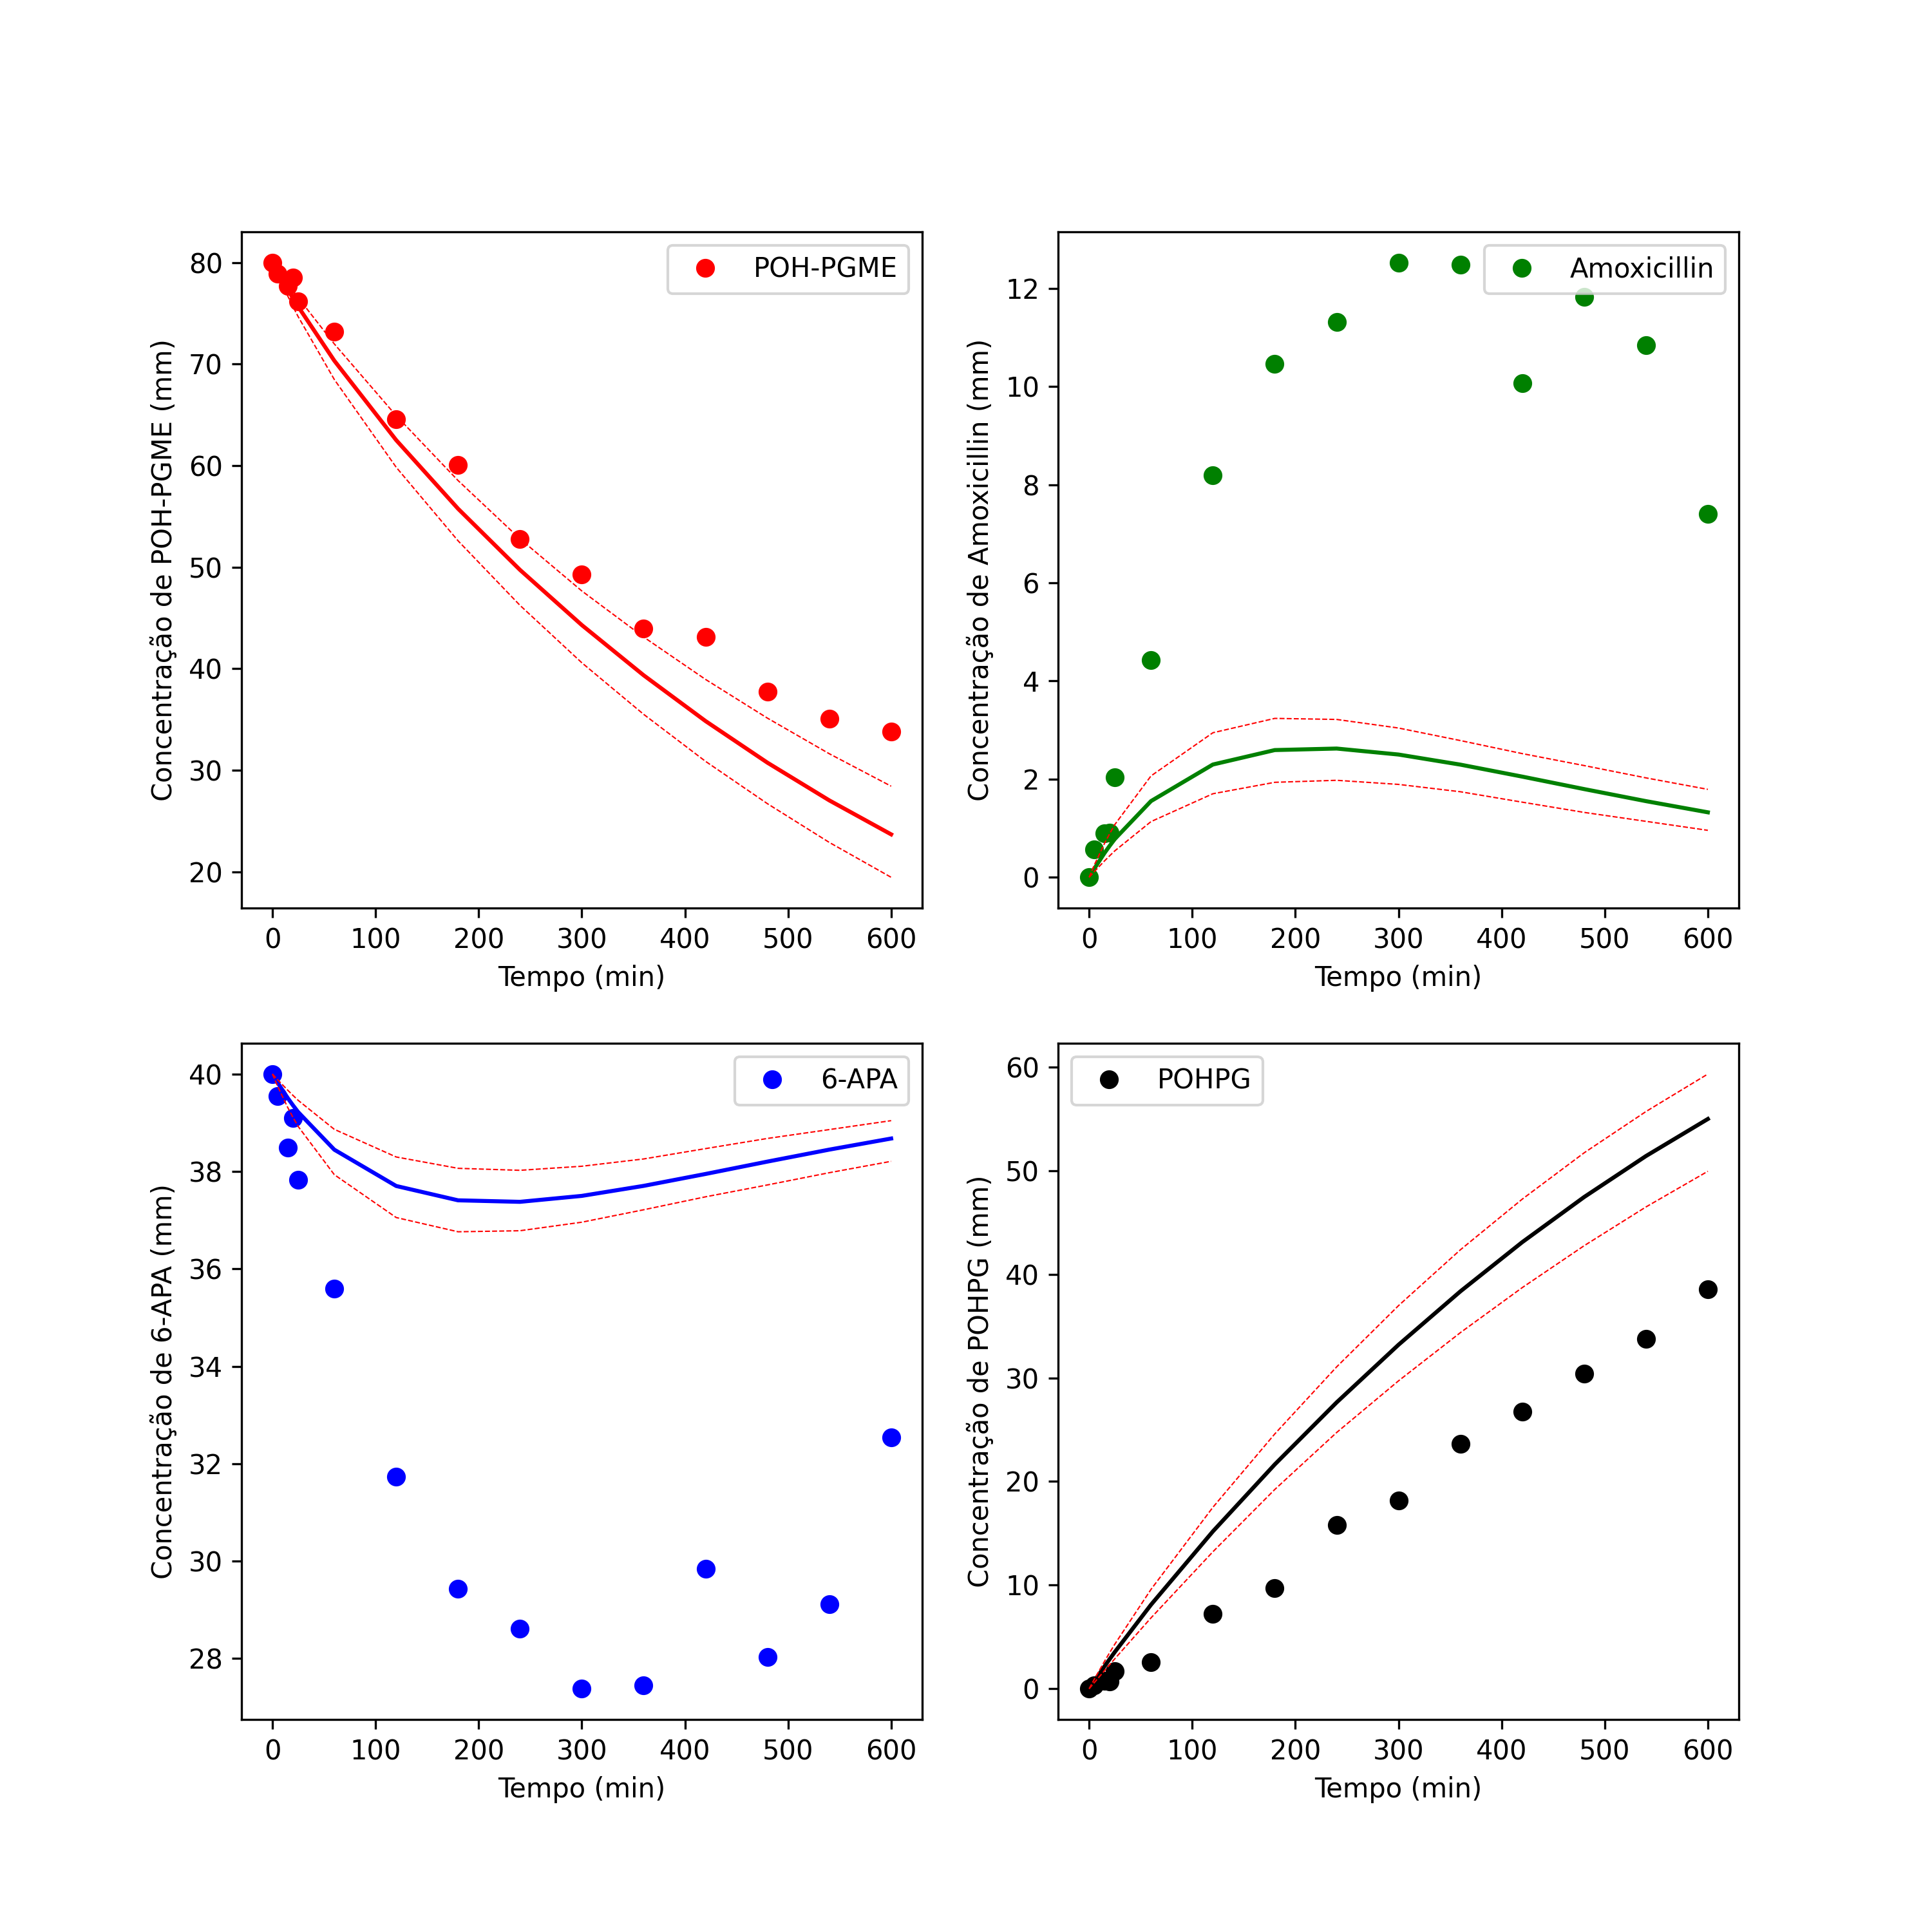 POH-PGME
Concentração de POH-PGME (mm)
80
70
60
50
40
30
20
0 100 200 300 400 500 600
Tempo (min)
Amoxicillin
Concentração de Amoxicillin (mm)
12
10
8
6
4
2
0
0 100 200 300 400 500 600
Tempo (min)
6-APA
Concentração de 6-APA (mm)
40
38
36
34
32
30
28
0 100 200 300 400 500 600
Tempo (min)
POHPG
Concentração de POHPG (mm)
60
50
40
30
20
10
0
0 100 200 300 400 500 600
Tempo (min)